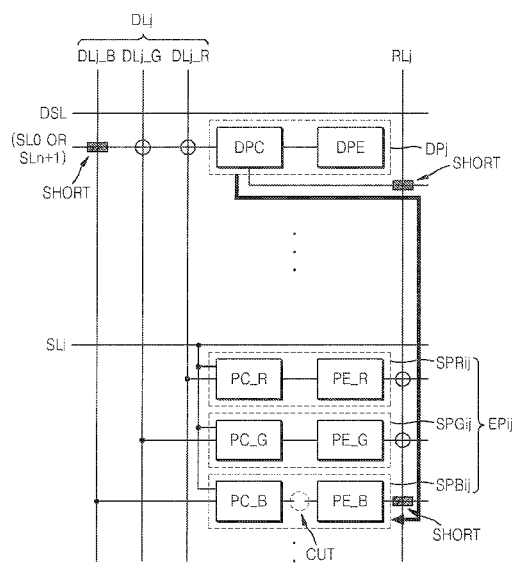 DLj
DLj_B DLj_G DLj_R RLj
DSL
(SL0 OR
SLn+1)
DPC DPE DPj
SHORT
SHORT
SLi
PC_R PE_R SPRij
PC_G PE_G SPGij EPij
PC_B PE_B SPBij
CUT
SHORT